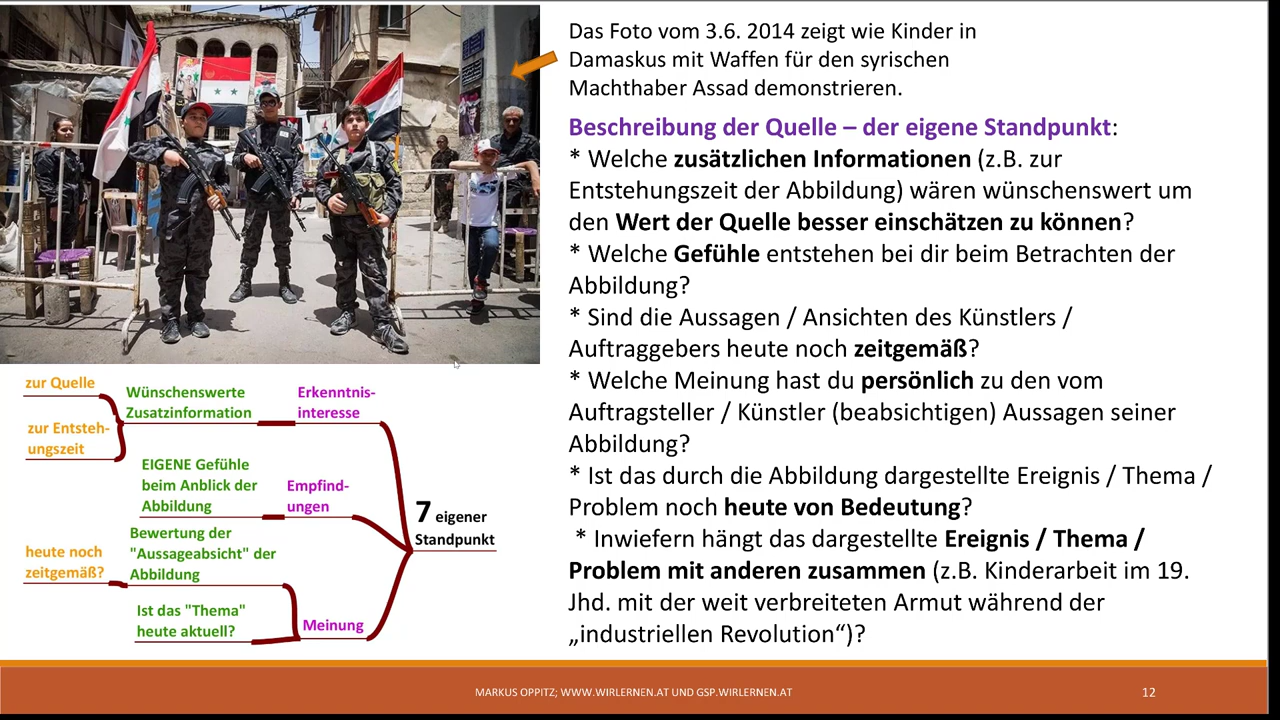 Das Foto vom 3.6. 2014 zeigt wie Kinder in
Damaskus mit Waffen für den syrischen
Machthaber Assad demonstrieren.
Beschreibung der Quelle – der eigene Standpunkt:
* Welche zusätzlichen Informationen (z.B. zur
Entstehungszeit der Abbildung) wären wünschenswert um
den Wert der Quelle besser einschätzen zu können?
* Welche Gefühle entstehen bei dir beim Betrachten der
Abbildung?
* Sind die Aussagen / Ansichten des Künstlers /
Auftraggebers heute noch zeitgemäß?
* Welche Meinung hast du persönlich zu den vom
Auftragsteller / Künstler (beabsichtigen) Aussagen seiner
Abbildung?
* Ist das durch die Abbildung dargestellte Ereignis / Thema /
Problem noch heute von Bedeutung?
* Inwiefern hängt das dargestellte Ereignis / Thema /
Problem mit anderen zusammen (z.B. Kinderarbeit im 19.
Jhd. mit der weit verbreiteten Armut während der
„industriellen Revolution“)?
zur Quelle
zur Entsteh-
ungszeit
Wünschenswerte
Zusatzinformation
Erkenntnis-
interesse
EIGENE Gefühle
beim Anblick der
Abbildung
Empfind-
ungen
7 eigener
Standpunkt
heute noch
zeitgemäß?
Bewertung der
"Aussageabsicht" der
Abbildung
Ist das "Thema"
heute aktuell?
Meinung
MARKUS OPPITZ; WWW.WIRLERNEN.AT UND GSP.WIRLERNEN.AT
12